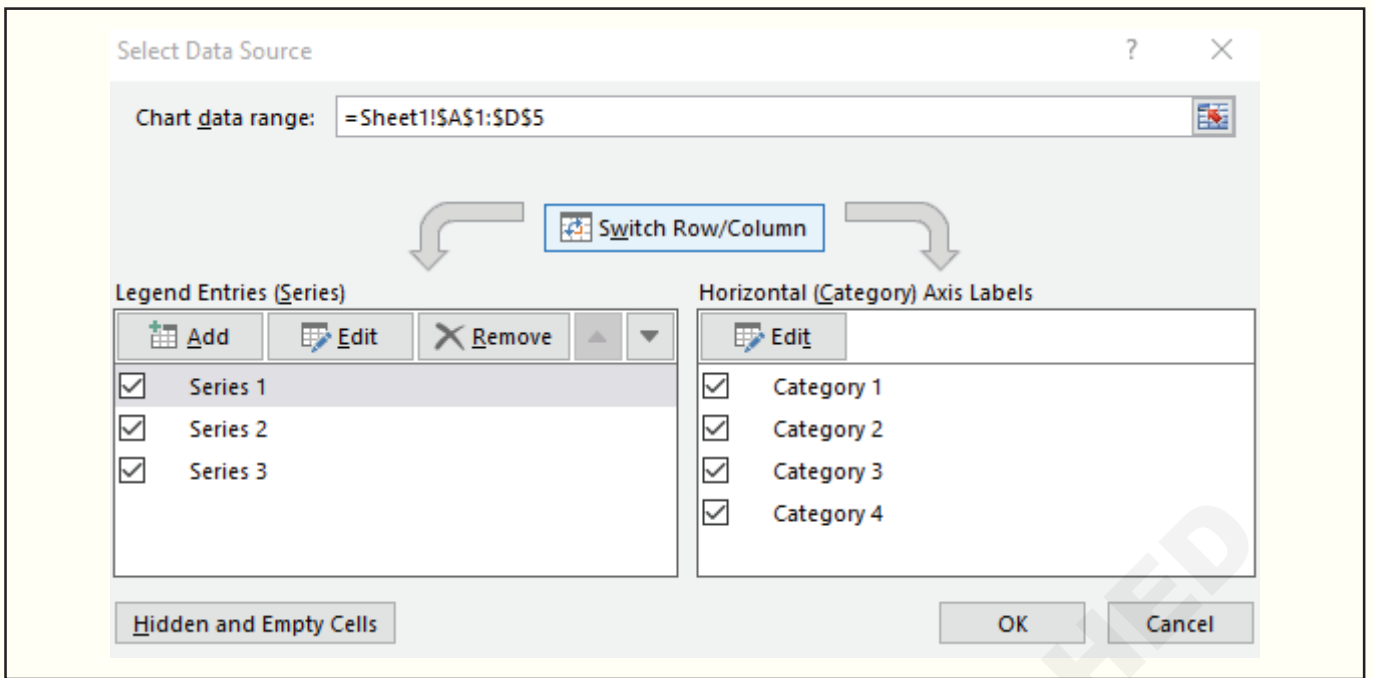 Select Data Source ?
Chart data range: =Sheet1!$A$1:$D$5
Switch Row/Column
Legend Entries (Series)
Add Edit Remove
Series 1
Series 2
Series 3
Horizontal (Category) Axis Labels
Edit
Category 1
Category 2
Category 3
Category 4
Hidden and Empty Cells
OK Cancel